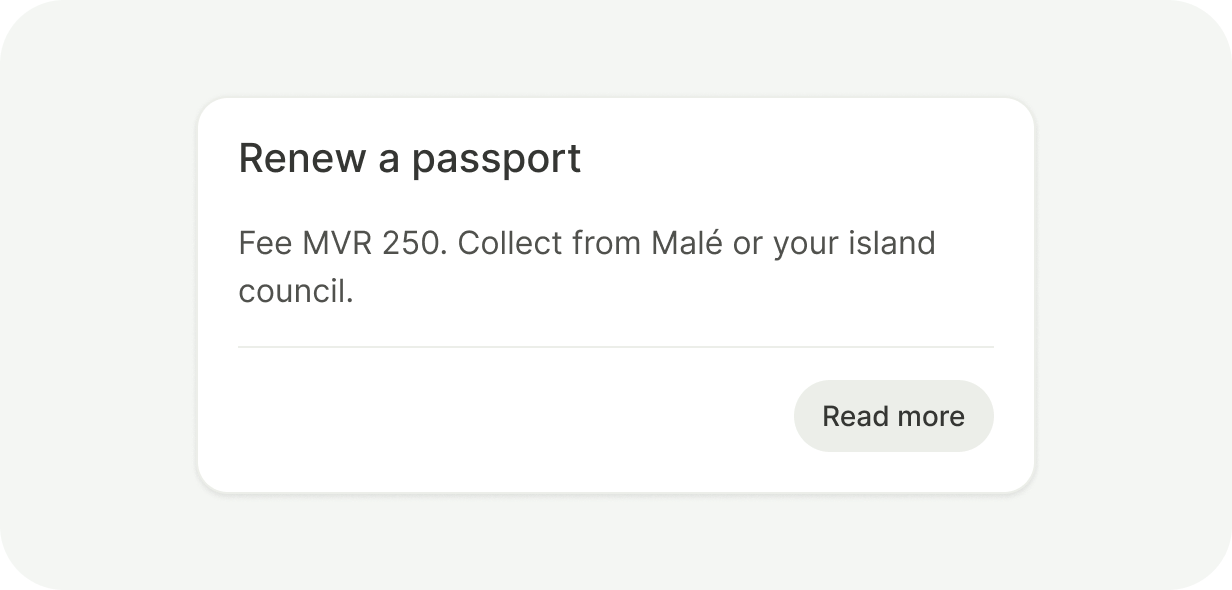 Renew a passport
Fee MVR 250. Collect from Malé or your island
council.
Read more